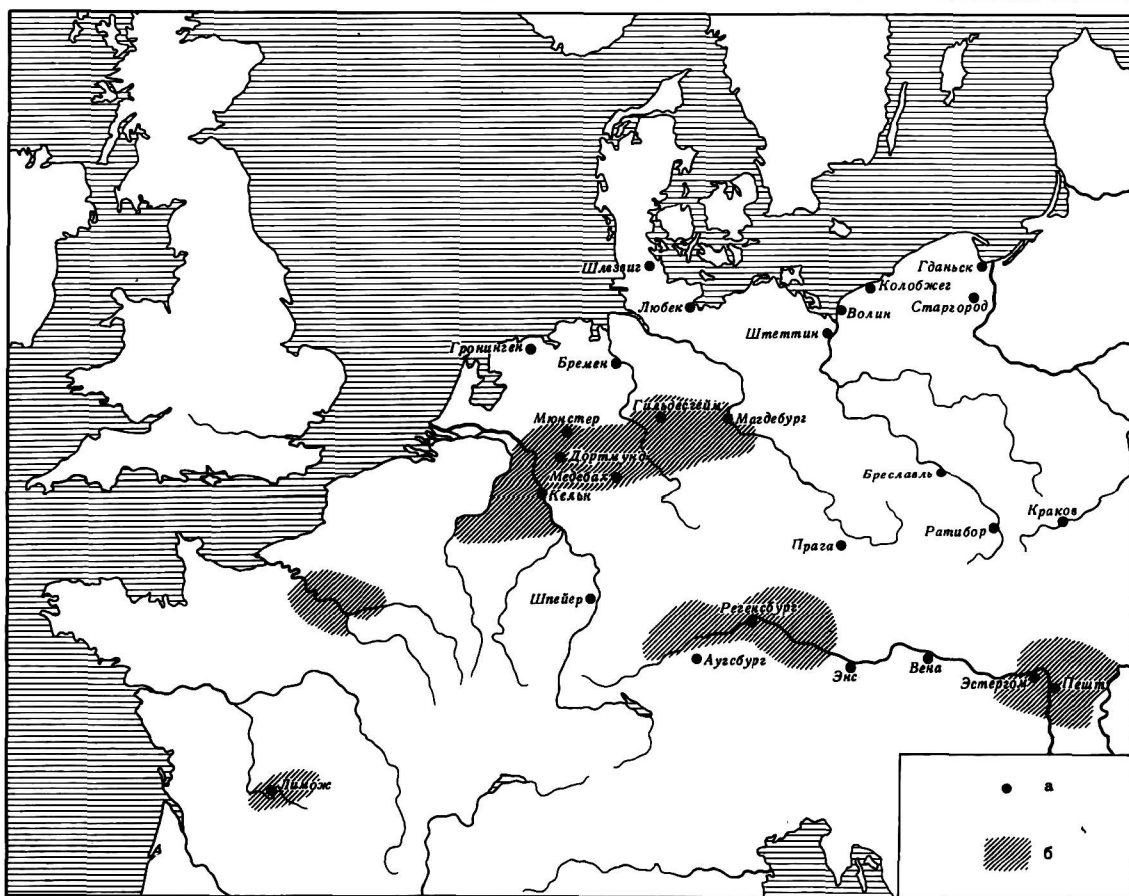 Шлезвиг
Гданьск
Колобжег
Любек
Волин
Старгород
Штеттин
Гронинген
Бремен
Гильдесгейм
Мюнстер
Магдебург
Дортмунд
Медебах
Бреславль
Кельн
Краков
Ратибор
Прага
Шпейер
Регенсбург
Аугсбург
Вена
Энс
Эстергом
Пешт
Лимож
а
б